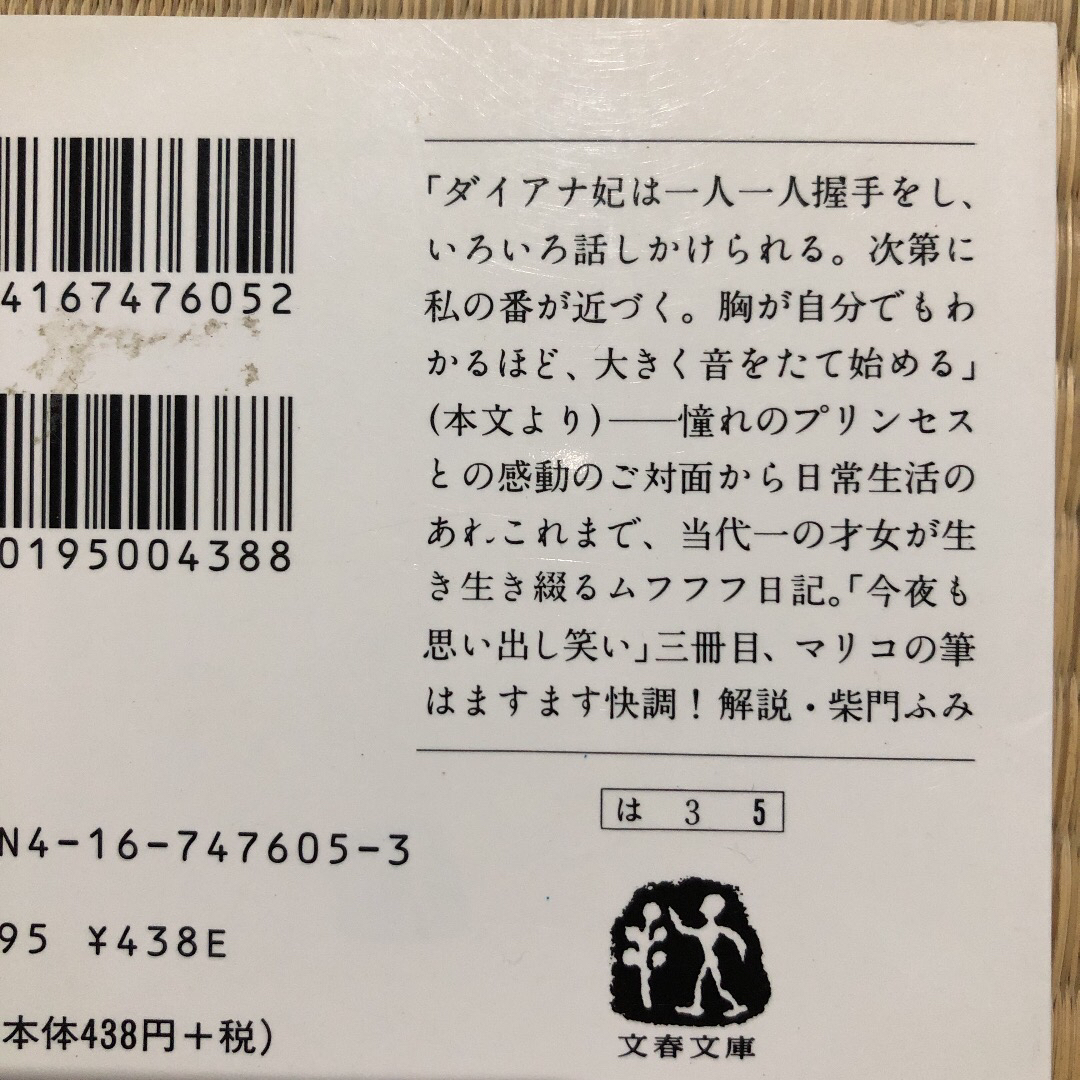 4167476052
0195004388
「ダイアナ妃は一人一人握手をし、
いろいろ話しかけられる。次第に
私の番が近づく。胸が自分でもわ
かるほど、大きく音をたて始める」
(本文より)──憧れのプリンセス
との感動のご対面から日常生活の
あれこれまで、当代一の才女が生
き生き綴るムフフフ日記。「今夜も
思い出し笑い」三冊目、マリコの筆
はますます快調！解説・柴門ふみ
は 3 5
N4-16-747605-3
95 ¥438E
本体438円＋税)
文春文庫